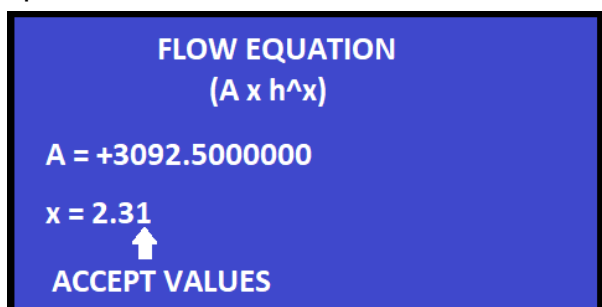 FLOW EQUATION
(A x h^x)
A = +3092.5000000
x = 2.31
ACCEPT VALUES